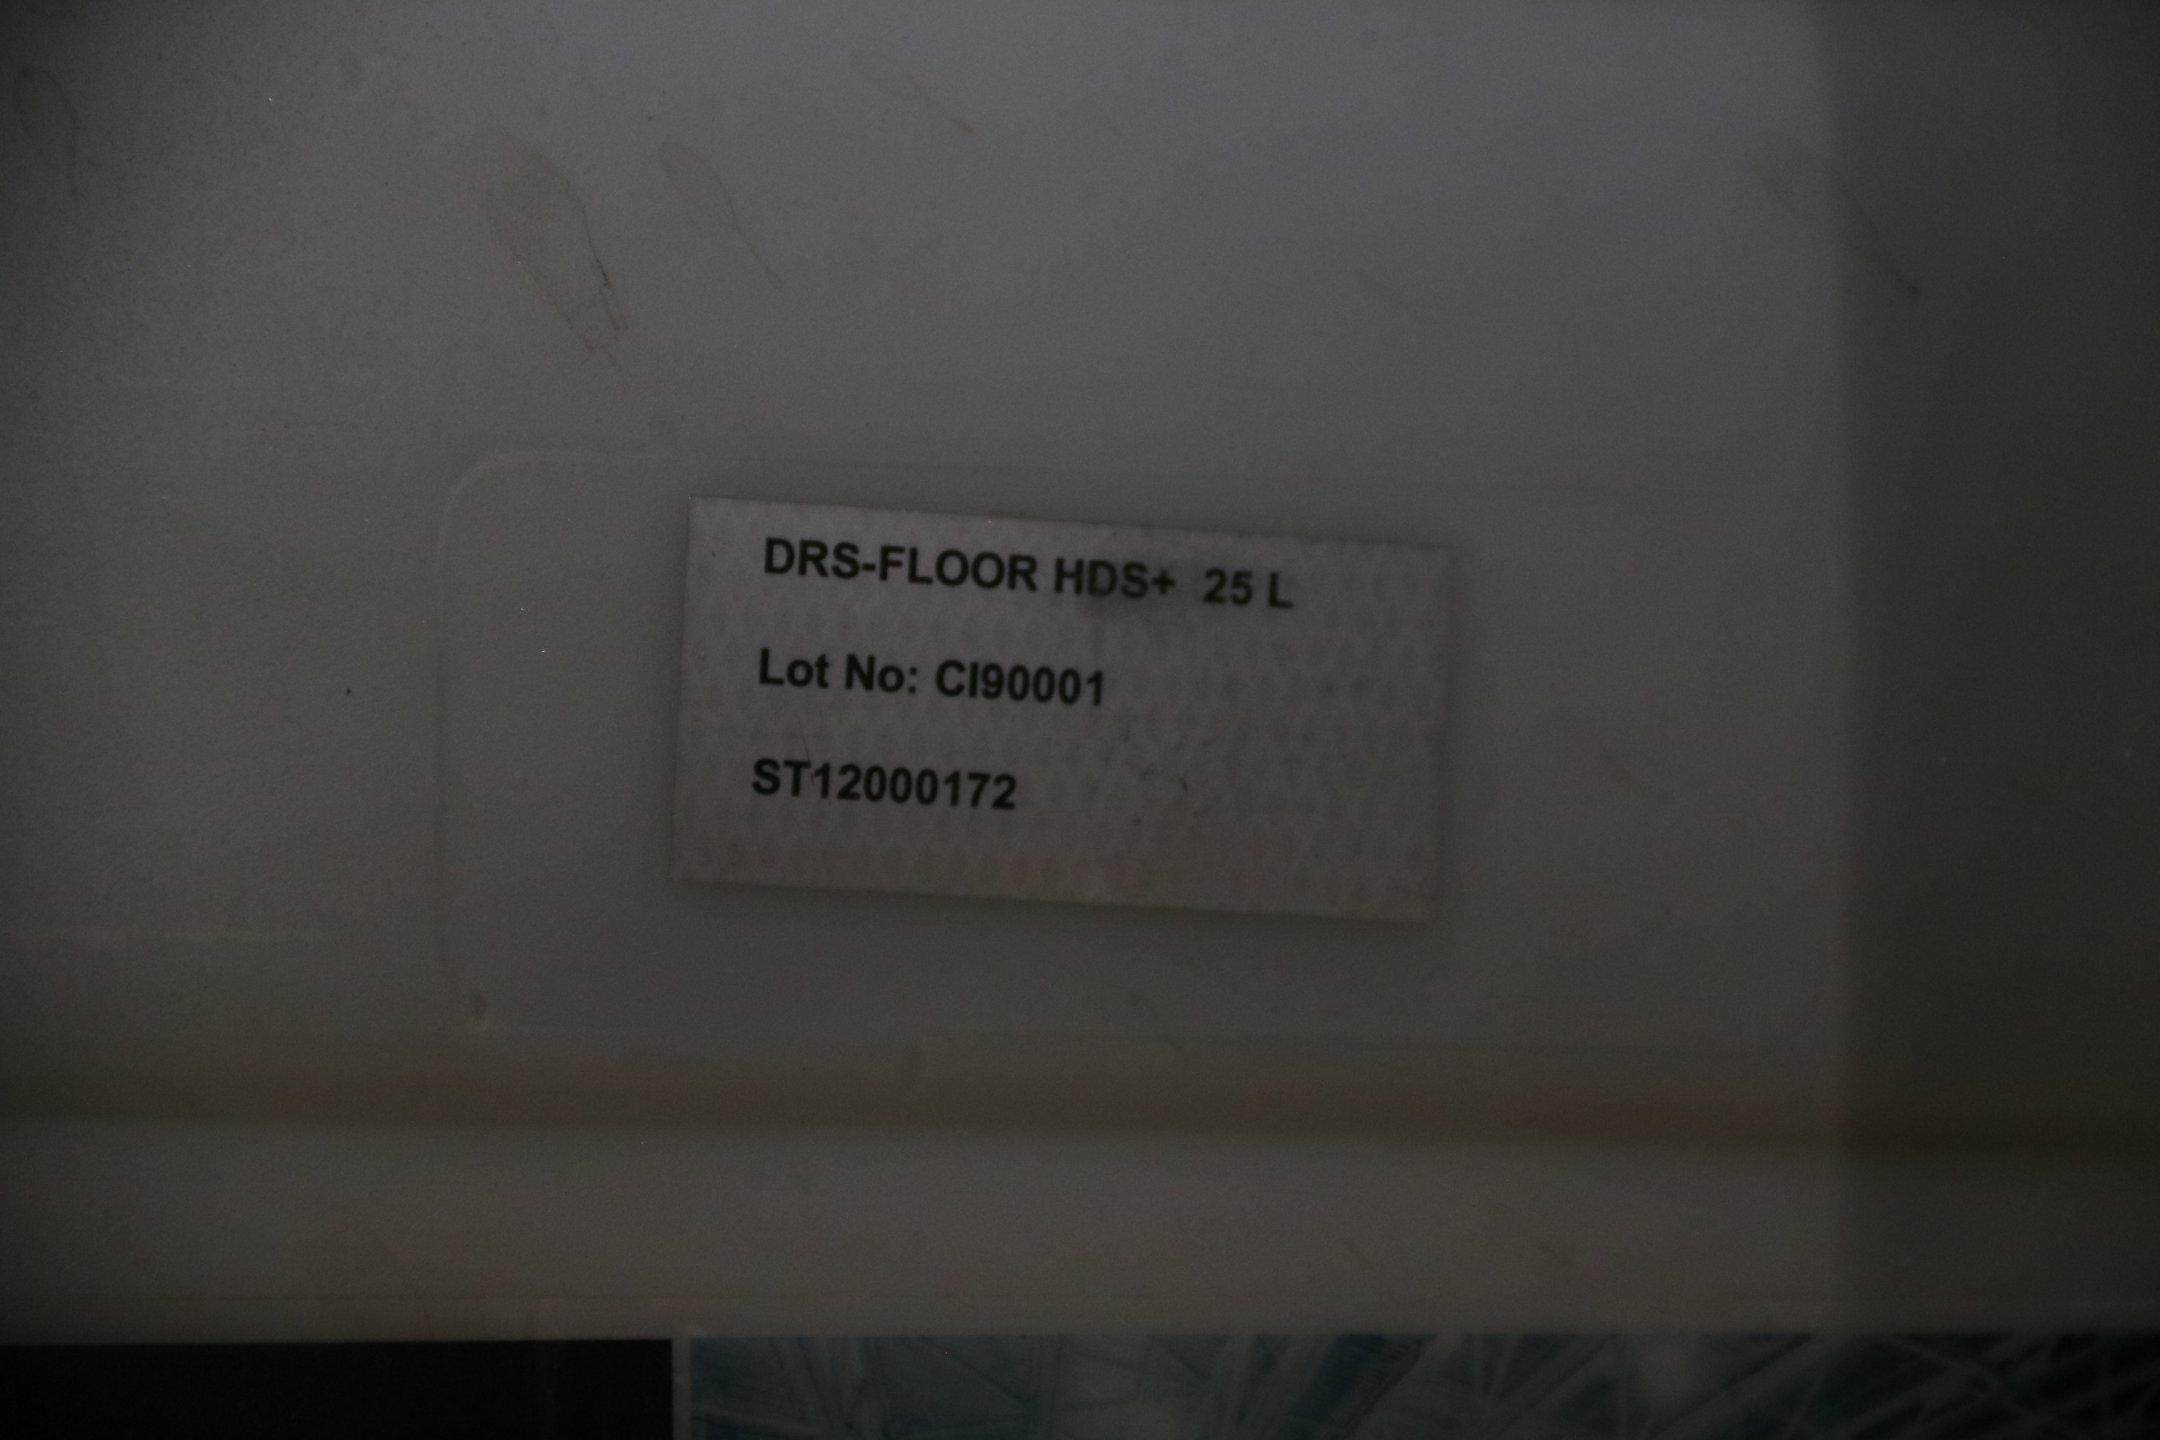 DRS-FLOOR HDS+ 25 L
Lot No: CI90001
ST12000172